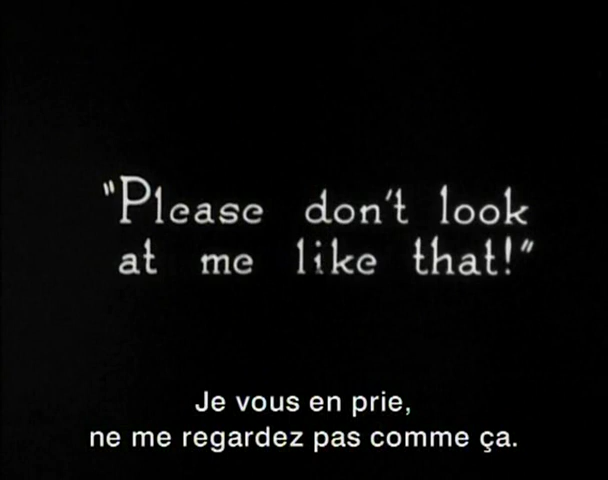 "Please don't look
at me like that!"
Je vous en prie,
ne me regardez pas comme ça.